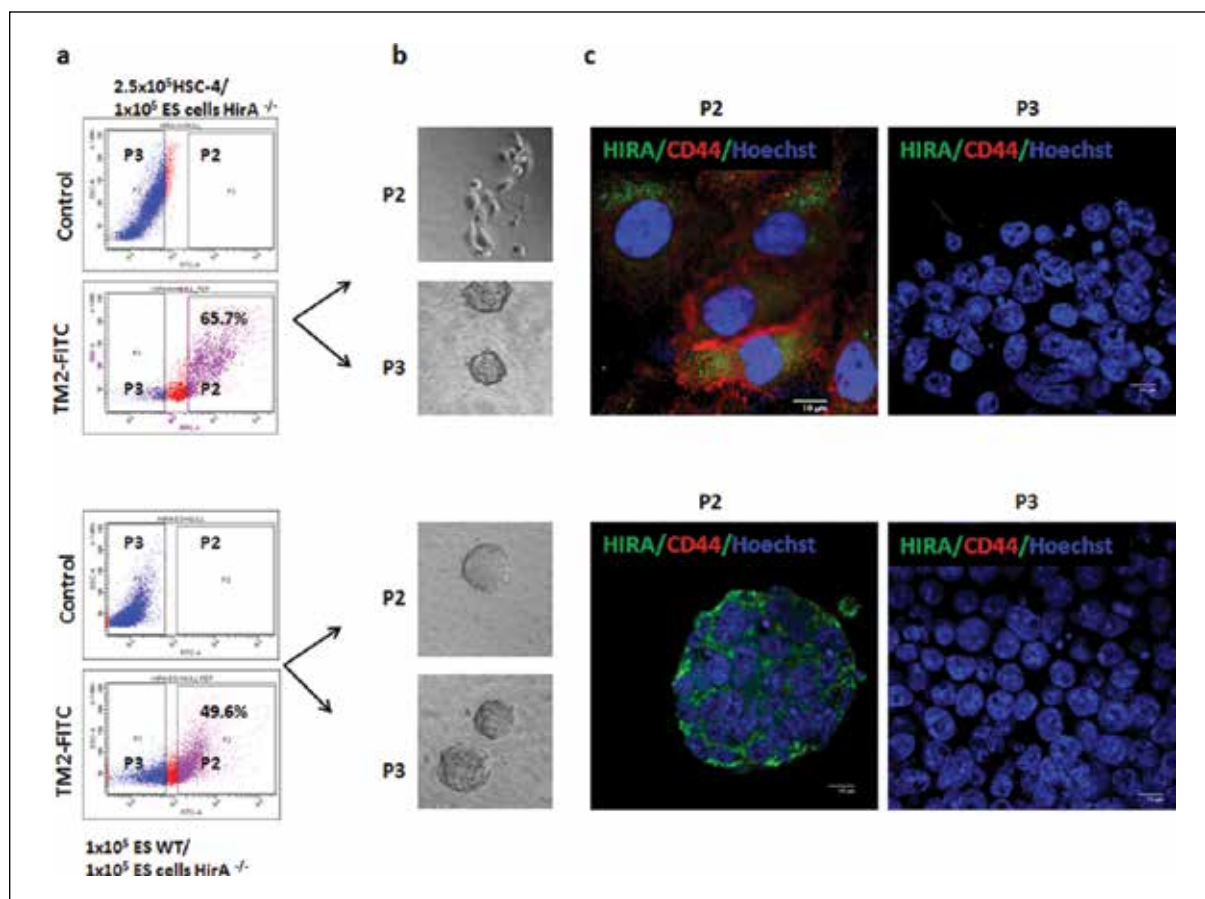 a
b
c
2.5x10⁵HSC-4/
1x10⁵ ES cells HirA -/-
P2
P3
Control
P3
P2
TM2-FITC
65.7%
P3
P2
P2
P3
HIRA/CD44/Hoechst
10 µm
HIRA/CD44/Hoechst
P2
P3
Control
P3
P2
TM2-FITC
49.6%
P3
P2
P2
P3
HIRA/CD44/Hoechst
HIRA/CD44/Hoechst
1x10⁵ ES WT/
1x10⁵ ES cells HirA -/-